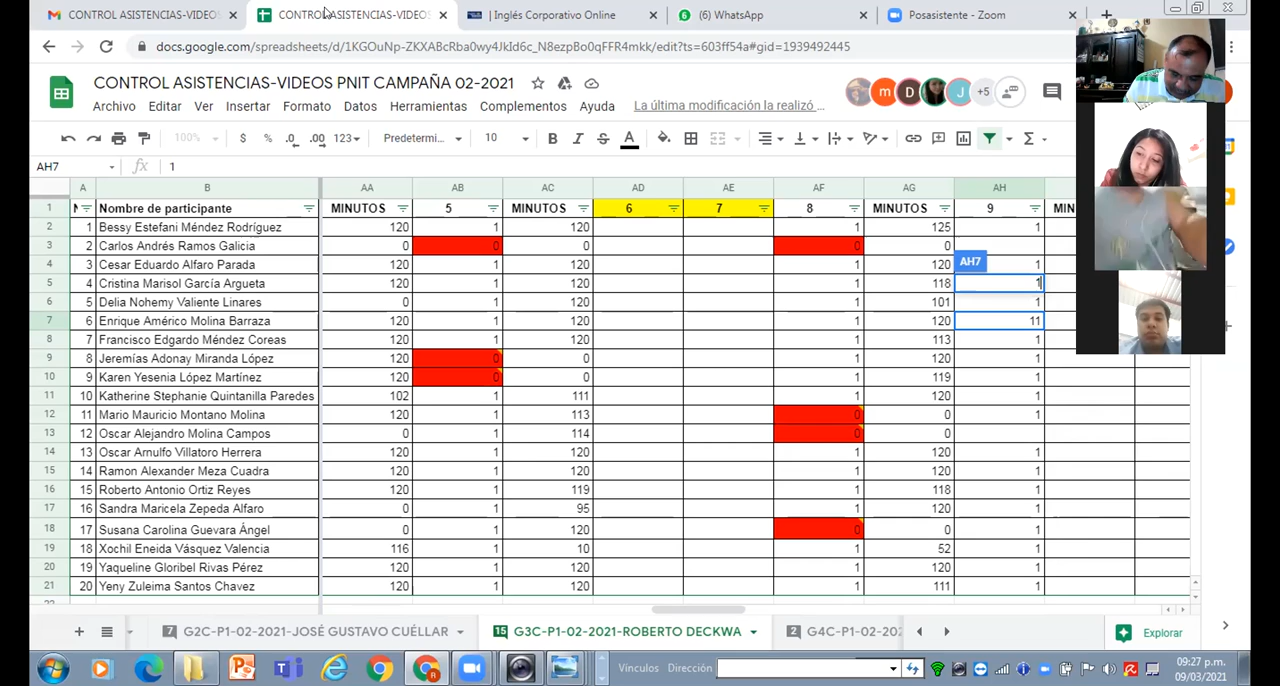 CONTROL ASISTENCIAS-VIDEOS CONTROL ASISTENCIAS-VIDEOS | Inglés Corporativo Online (6) WhatsApp Posasistente - Zoom
docs.google.com/spreadsheets/d/1KGOuNp-ZKXABcRba0wy4JkId6c_N8ezpBo0qFFR4mkk/edit?ts=603ff54a#gid=1939492445
CONTROL ASISTENCIAS-VIDEOS PNIT CAMPAÑA 02-2021
m D J +5
Archivo Editar Ver Insertar Formato Datos Herramientas Complementos Ayuda La última modificación la realizó ...
100% $ % .0 .00 123 Predetermi... 10 B I S A Σ
AH7 fx 1
A B AA AB AC AD AE AF AG AH
1 Nombre de participante MINUTOS 5 MINUTOS 6 7 8 MINUTOS 9
2 1 Bessy Estefani Méndez Rodríguez 120 1 120 1 125 1
3 2 Carlos Andrés Ramos Galicia 0 0 0 0 0
4 3 Cesar Eduardo Alfaro Parada 120 1 120 1 120 AH7 1
5 4 Cristina Marisol García Argueta 120 1 120 1 118 1
6 5 Delia Nohemy Valiente Linares 0 1 120 1 101 1
7 6 Enrique Américo Molina Barraza 120 1 120 1 120 11
8 7 Francisco Edgardo Méndez Coreas 120 1 120 1 113 1
9 8 Jeremías Adonay Miranda López 120 0 0 1 120 1
10 9 Karen Yesenia López Martínez 120 0 0 1 119 1
11 10 Katherine Stephanie Quintanilla Paredes 102 1 111 1 120 1
12 11 Mario Mauricio Montano Molina 120 1 113 0 0 1
13 12 Oscar Alejandro Molina Campos 0 1 114 0 0
14 13 Oscar Arnulfo Villatoro Herrera 120 1 120 1 120 1
15 14 Ramon Alexander Meza Cuadra 120 1 120 1 120 1
16 15 Roberto Antonio Ortiz Reyes 120 1 119 1 118 1
17 16 Sandra Maricela Zepeda Alfaro 0 1 95 1 120 1
18 17 Susana Carolina Guevara Ángel 0 1 120 0 0 1
19 18 Xochil Eneida Vásquez Valencia 116 1 10 1 52 1
20 19 Yaqueline Gloribel Rivas Pérez 120 1 120 1 120 1
21 20 Yeny Zuleima Santos Chavez 120 1 120 1 111 1
7 G2C-P1-02-2021-JOSÉ GUSTAVO CUÉLLAR 15 G3C-P1-02-2021-ROBERTO DECKWA 2 G4C-P1-02-202 Explorar
Vínculos Dirección 09:27 p.m.
09/03/2021